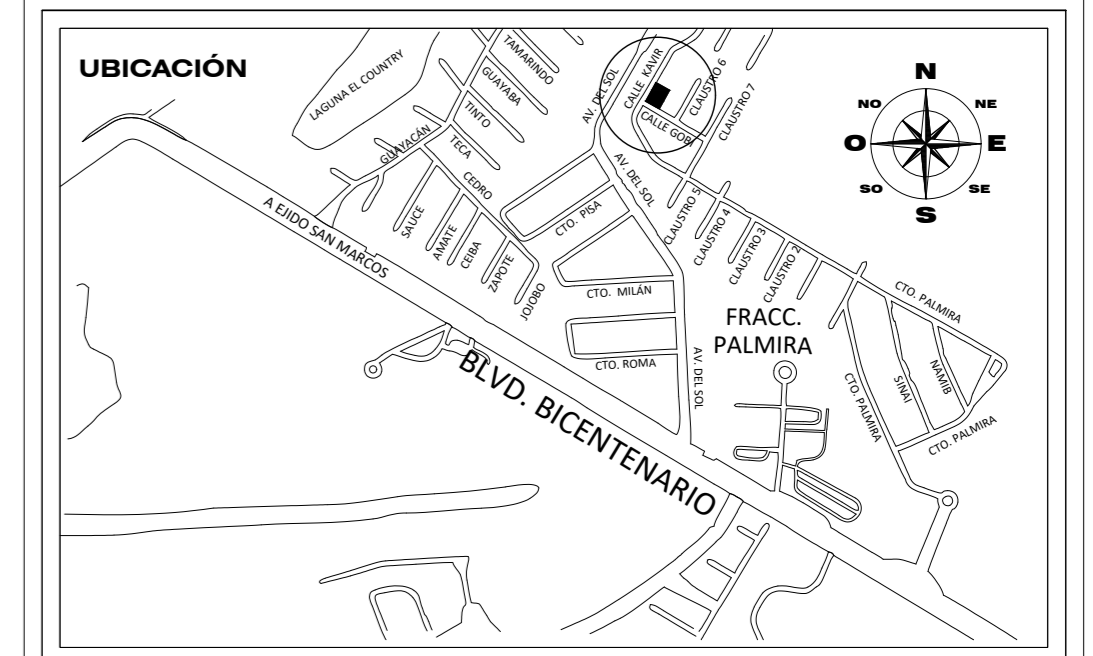 UBICACIÓN
LAGUNA EL COUNTRY
TAMARINDO
GUAYABA
TINTO
TECA
GUAYACÁN
CEDRO
SAUCE
AMATE
CEIBA
ZAPOTE
JOJOBO
A EJIDO SAN MARCOS
AV. DEL SOL
CALLE KAVIR
CLAUSTRO 6
CALLE GOBI
CLAUSTRO 7
AV. DEL SOL
CTO. PISA
CLAUSTRO 5
CLAUSTRO 4
CLAUSTRO 3
CLAUSTRO 2
CTO. MILÁN
CTO. ROMA
AV. DEL SOL
FRACC.
PALMIRA
CTO. PALMIRA
CTO. PALMIRA
SINAI
NAMIB
CTO. PALMIRA
BLVD. BICENTENARIO
N
NO
NE
O
E
SO
SE
S